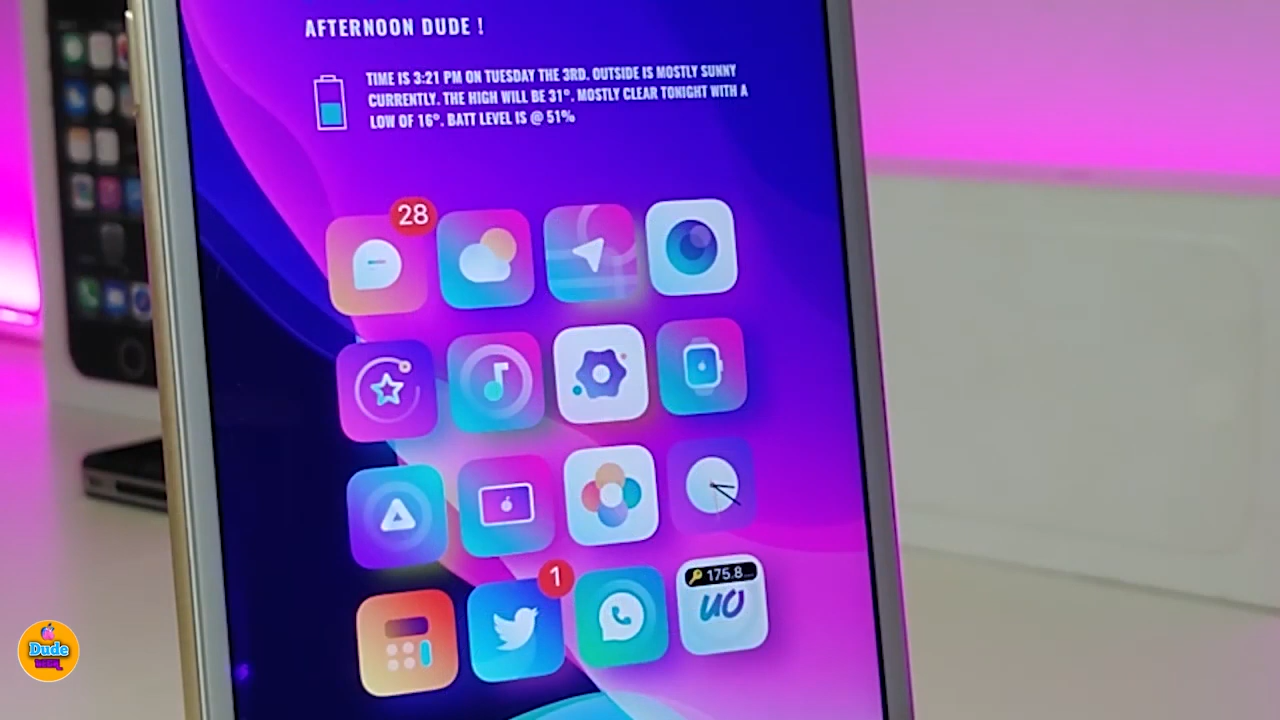 AFTERNOON DUDE !
TIME IS 3:21 PM ON TUESDAY THE 3RD. OUTSIDE IS MOSTLY SUNNY
CURRENTLY. THE HIGH WILL BE 31°. MOSTLY CLEAR TONIGHT WITH A
LOW OF 16°. BATT LEVEL IS @ 51%
28
1
175.8...
uo
Dude